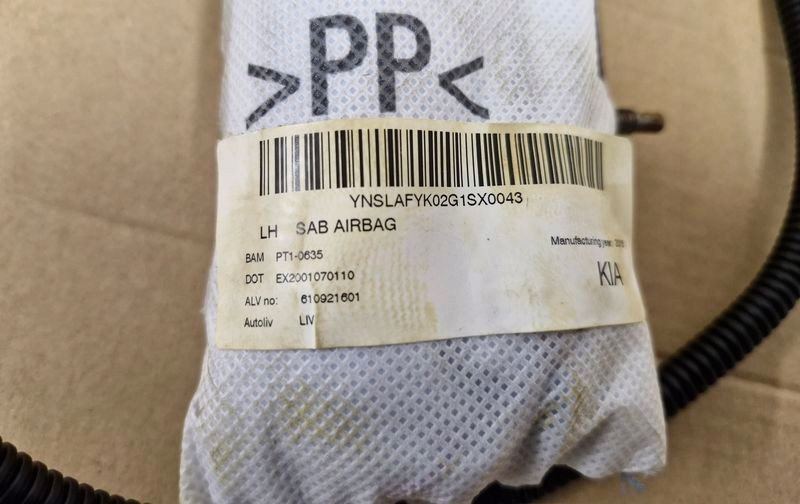 >PP<
YNSLAFYK02G1SX0043
LH SAB AIRBAG
Manufacturing year:
BAM PT1-0635
DOT EX2001070110
KIA
ALV no: 610921601
Autoliv LIV